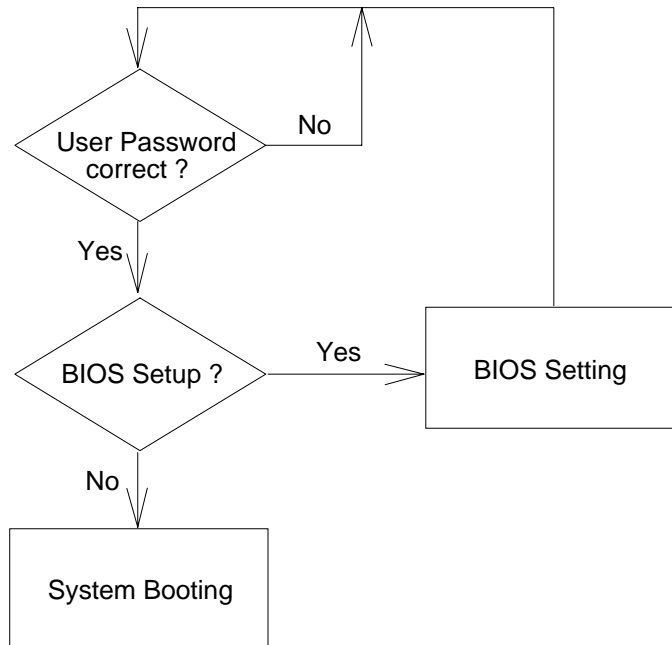 User Password
correct ?
No
Yes
BIOS Setup ?
Yes
BIOS Setting
No
System Booting